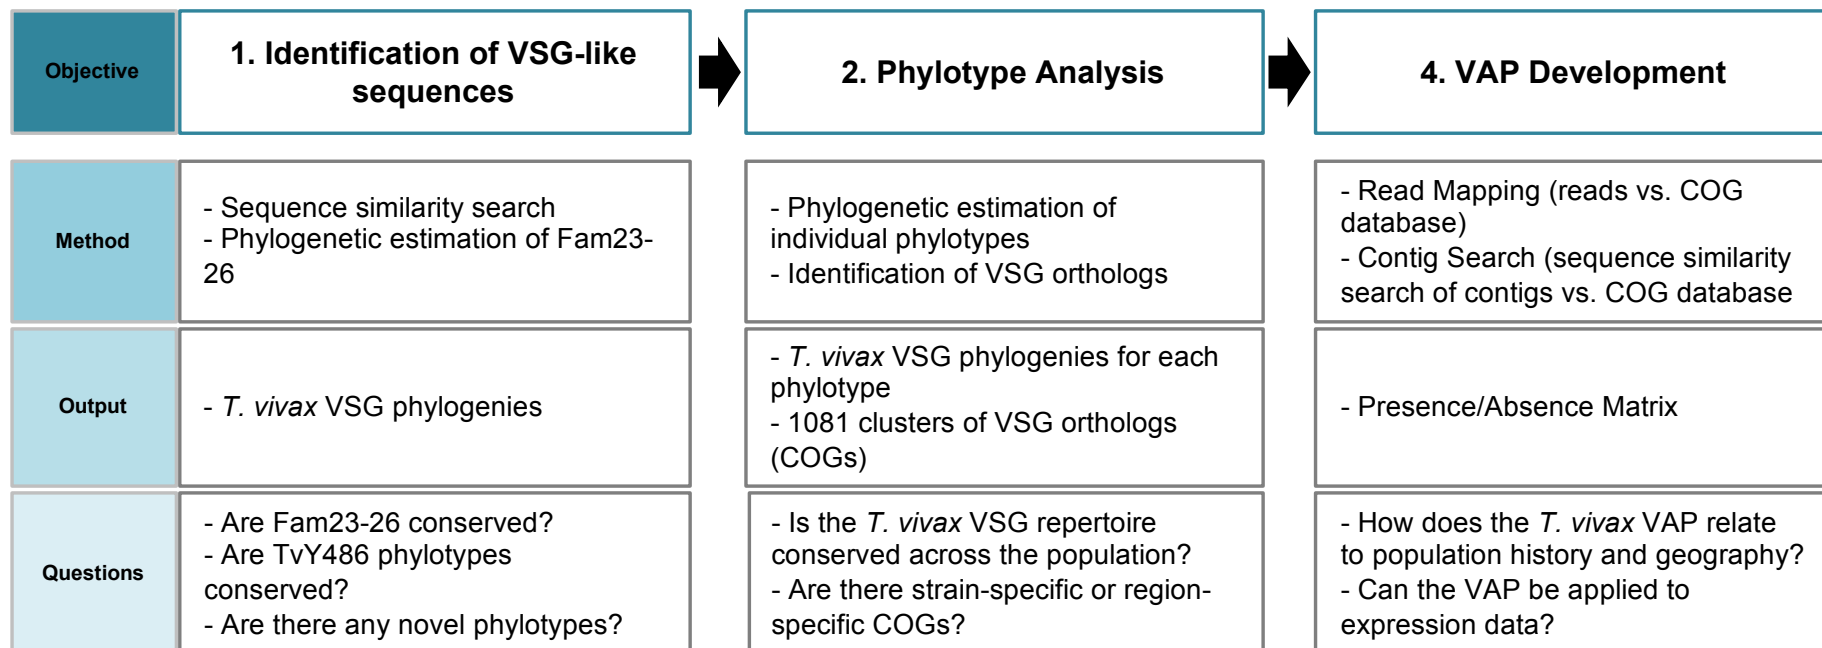 Objective
1. Identification of VSG-like
sequences
2. Phylotype Analysis
4. VAP Development
Method
- Sequence similarity search
- Phylogenetic estimation of Fam23-
26
- Phylogenetic estimation of
individual phylotypes
- Identification of VSG orthologs
- Read Mapping (reads vs. COG
database)
- Contig Search (sequence similarity
search of contigs vs. COG database
Output
- T. vivax VSG phylogenies
- T. vivax VSG phylogenies for each
phylotype
- 1081 clusters of VSG orthologs
(COGs)
- Presence/Absence Matrix
Questions
- Are Fam23-26 conserved?
- Are TvY486 phylotypes
conserved?
- Are there any novel phylotypes?
- Is the T. vivax VSG repertoire
conserved across the population?
- Are there strain-specific or region-
specific COGs?
- How does the T. vivax VAP relate
to population history and geography?
- Can the VAP be applied to
expression data?